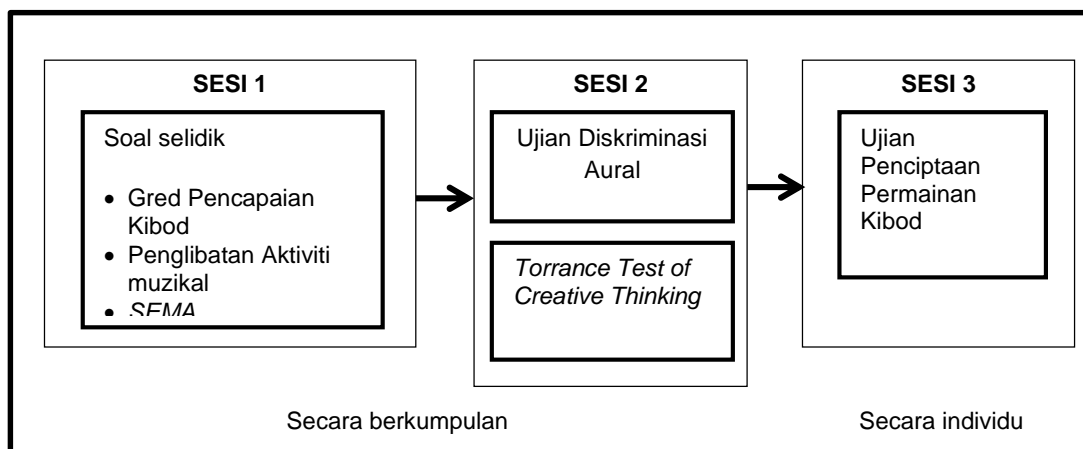 SESI 1
Soal selidik
• Gred Pencapaian
Kibod
• Penglibatan Aktiviti
muzikal
• SEMA
SESI 2
Ujian Diskriminasi
Aural
Torrance Test of
Creative Thinking
SESI 3
Ujian
Penciptaan
Permainan
Kibod
Secara berkumpulan
Secara individu